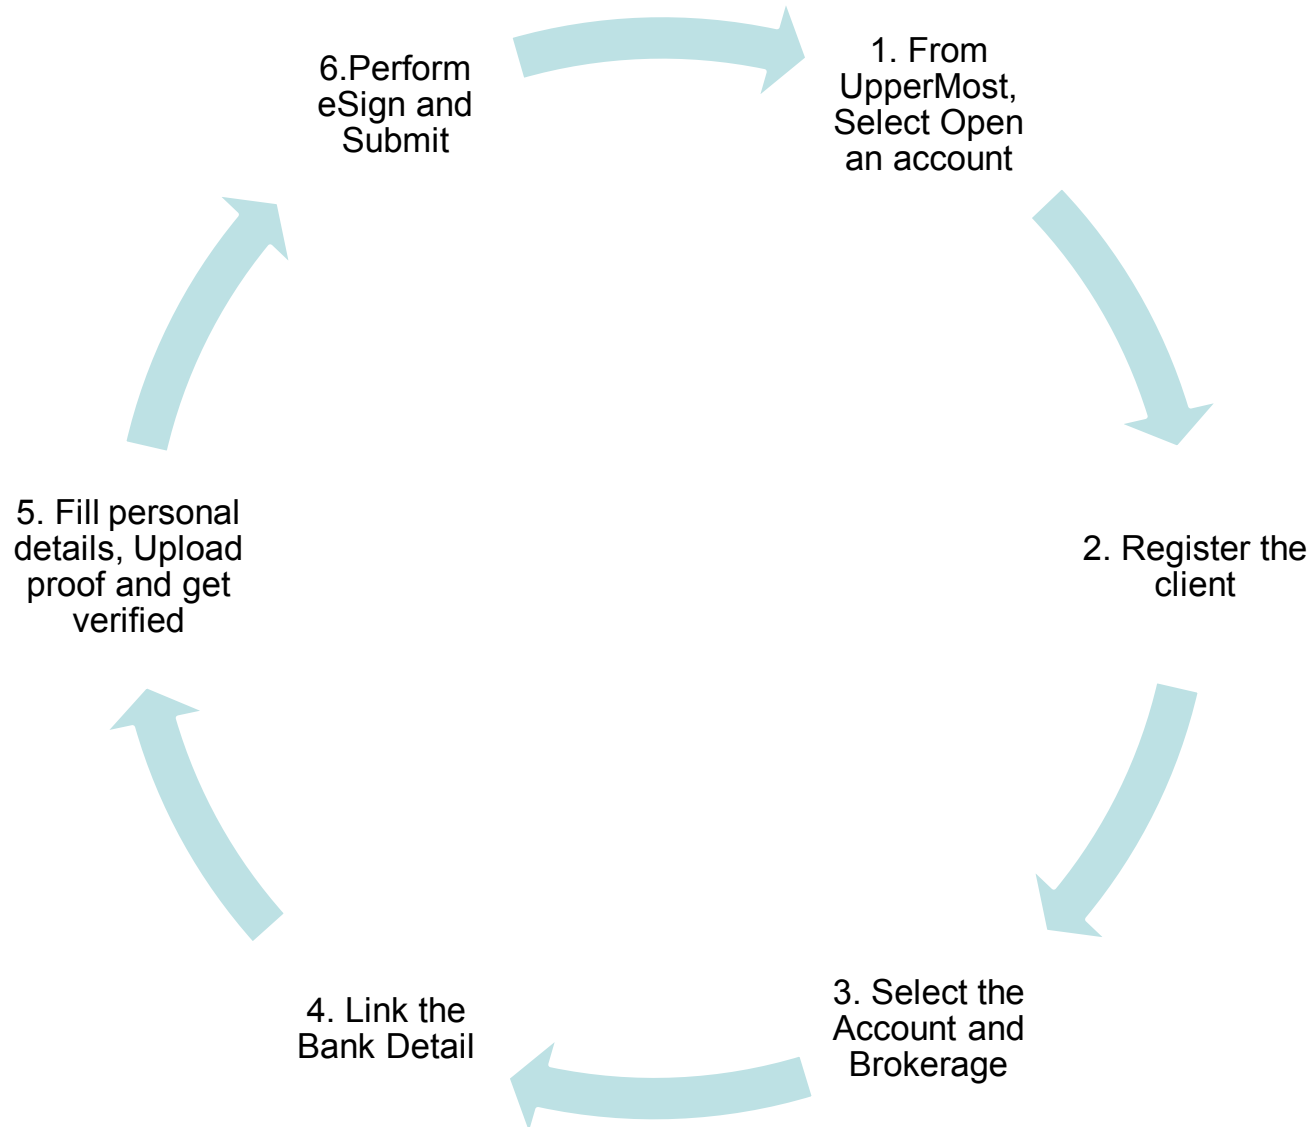 1. From
UpperMost,
Select Open
an account
2. Register the
client
3. Select the
Account and
Brokerage
4. Link the
Bank Detail
5. Fill personal
details, Upload
proof and get
verified
6.Perform
eSign and
Submit